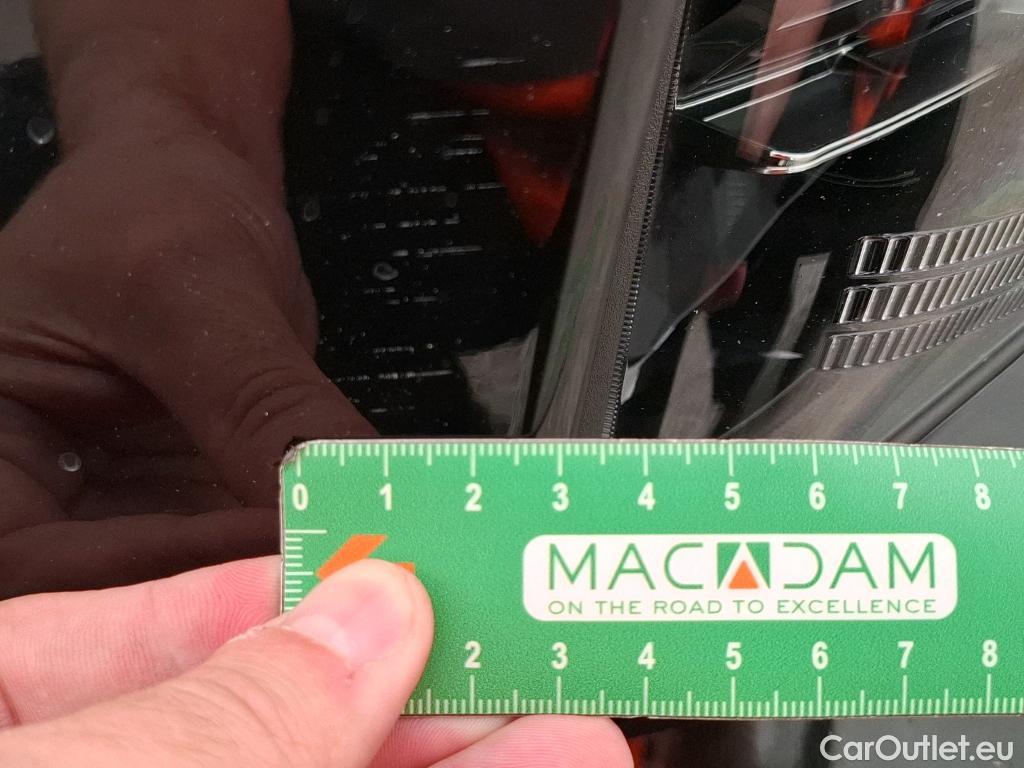 0 1 2 3 4 5 6 7 8
MACADAM
ON THE ROAD TO EXCELLENCE
2 3 4 5 6 7 8
CarOutlet.eu